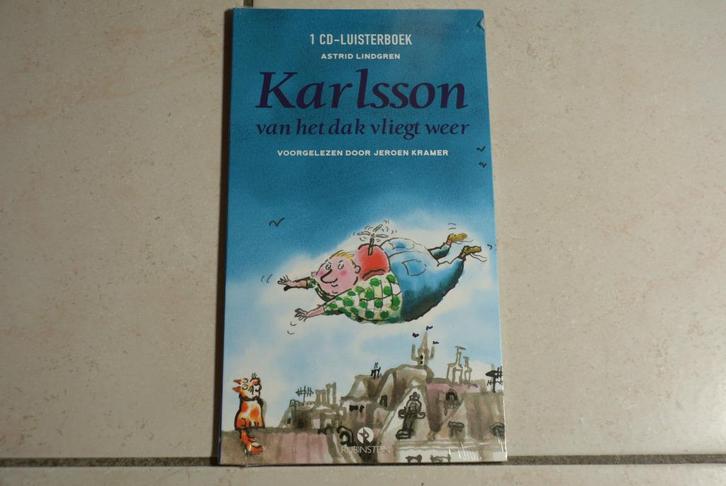 1 CD-LUISTERBOEK
ASTRID LINDGREN
Karlsson
van het dak vliegt weer
VOORGELEZEN DOOR JEROEN KRAMER
RUBINSTEIN